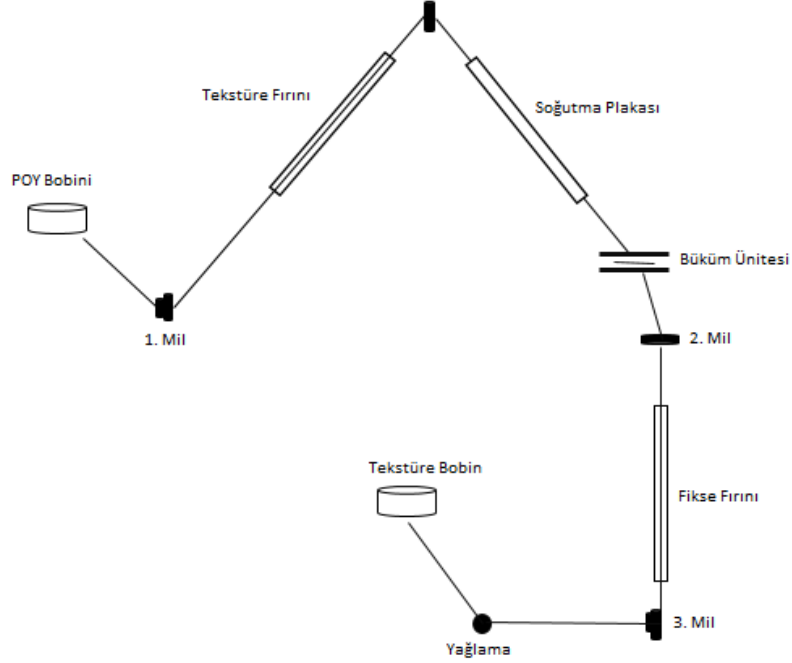 Tekstüre Fırını
Soğutma Plakası
POY Bobini
Büküm Ünitesi
1. Mil
2. Mil
Tekstüre Bobin
Fikse Fırını
3. Mil
Yağlama